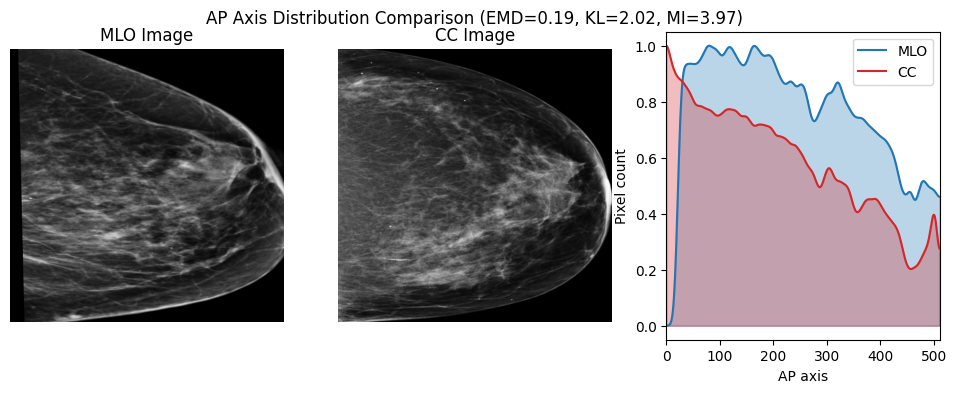 AP Axis Distribution Comparison (EMD=0.19, KL=2.02, MI=3.97)
MLO Image
CC Image
MLO
CC
Pixel count
1.0
0.8
0.6
0.4
0.2
0.0
0 100 200 300 400 500
AP axis